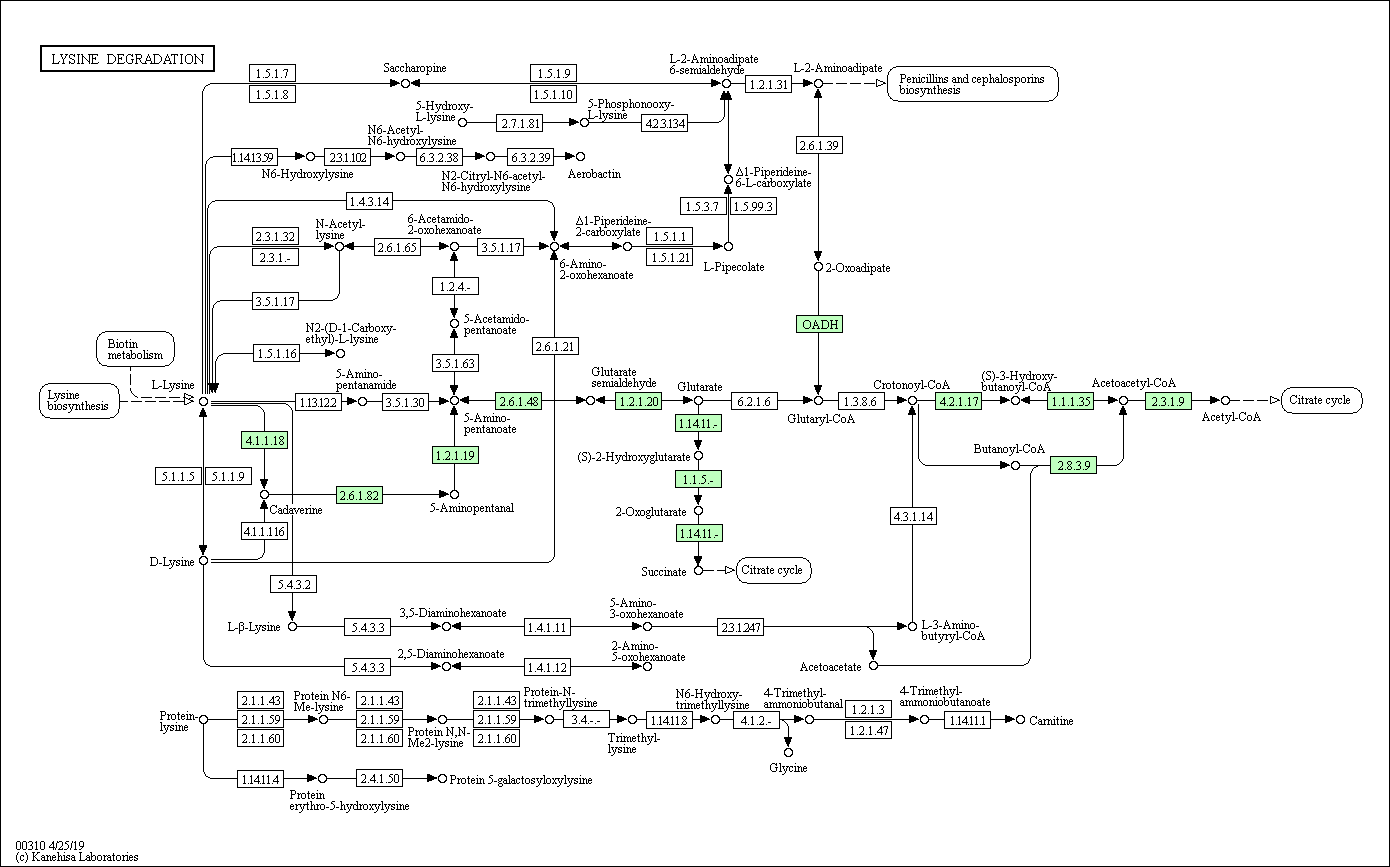 LYSINE DEGRADATION
1.5.1.7
1.5.1.8
Saccharopine
1.5.1.9
1.5.1.10
L-2-Aminoadipate
6-semialdehyde
1.2.1.31
L-2-Aminoadipate
Penicillins and cephalosporins
biosynthesis
5-Hydroxy-
L-lysine
2.7.1.81
5-Phosphonooxy-
L-lysine
4.2.3.134
N6-Acetyl-
N6-hydroxylysine
1.14.13.59
N6-Hydroxylysine
2.3.1.102
6.3.2.38
N2-Citryl-N6-acetyl-
N6-hydroxylysine
6.3.2.39
Aerobactin
2.6.1.39
Δ1-Piperideine-
6-L-carboxylate
1.4.3.14
1.5.3.7
1.5.99.3
2.3.1.32
2.3.1.-
N-Acetyl-
lysine
2.6.1.65
6-Acetamido-
2-oxohexanoate
3.5.1.17
6-Amino-
2-oxohexanoate
Δ1-Piperideine-
2-carboxylate
1.5.1.1
1.5.1.21
L-Pipecolate
2-Oxoadipate
1.2.4.-
3.5.1.17
5-Acetamido-
pentanoate
OADH
N2-(D-1-Carboxy-
ethyl)-L-lysine
1.5.1.16
2.6.1.21
3.5.1.63
Biotin
metabolism
Lysine
biosynthesis
L-Lysine
1.13.12.2
5-Amino-
pentanamide
3.5.1.30
5-Amino-
pentanoate
2.6.1.48
Glutarate
semialdehyde
1.2.1.20
Glutarate
6.2.1.6
Glutaryl-CoA
1.3.8.6
Crotonoyl-CoA
4.2.1.17
(S)-3-Hydroxy-
butanoyl-CoA
1.1.1.35
Acetoacetyl-CoA
2.3.1.9
Acetyl-CoA
Citrate cycle
1.14.11.-
4.1.1.18
1.2.1.19
(S)-2-Hydroxyglutarate
Butanoyl-CoA
2.8.3.9
5.1.1.5
5.1.1.9
1.1.5.-
Cadaverine
2.6.1.82
5-Aminopentanal
2-Oxoglutarate
4.3.1.14
4.1.1.116
1.14.11.-
D-Lysine
Succinate
Citrate cycle
5.4.3.2
L-β-Lysine
5.4.3.3
3,5-Diaminohexanoate
1.4.1.11
5-Amino-
3-oxohexanoate
2.3.1.247
L-3-Amino-
butyryl-CoA
5.4.3.3
2,5-Diaminohexanoate
1.4.1.12
2-Amino-
5-oxohexanoate
Acetoacetate
Protein-
lysine
2.1.1.43
2.1.1.59
2.1.1.60
Protein N6-
Me-lysine
2.1.1.43
2.1.1.59
2.1.1.60
Protein N,N-
Me2-lysine
2.1.1.43
2.1.1.59
2.1.1.60
Protein-N-
trimethyllysine
3.4.-.-
Trimethyl-
lysine
1.14.11.8
N6-Hydroxy-
trimethyllysine
4.1.2.-
4-Trimethyl-
ammoniobutanal
1.2.1.3
1.2.1.47
4-Trimethyl-
ammoniobutanoate
1.14.11.1
Carnitine
Glycine
1.14.11.4
Protein
erythro-5-hydroxylysine
2.4.1.50
Protein 5-galactosyloxylysine
00310 4/25/19
(c) Kanehisa Laboratories